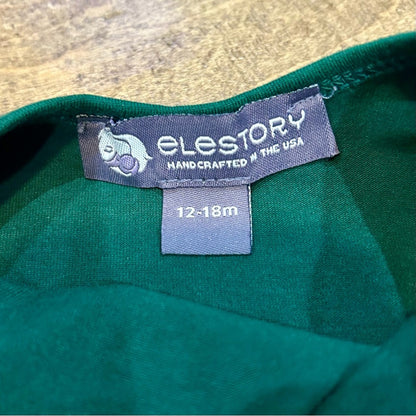 eLeSTORY
HANDCRAFTED IN THE USA
12-18m